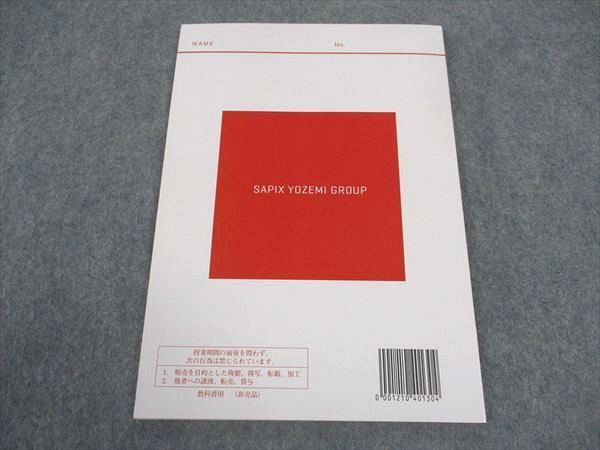 NAME No.
SAPIX YOZEMI GROUP
授業期間の前後を問わず、
次の行為は禁じられています。
1. 販売を目的とした複製、複写、転載、加工
2. 他者への譲渡、転売、貸与
教科書用 (非売品)
0 001210 401304